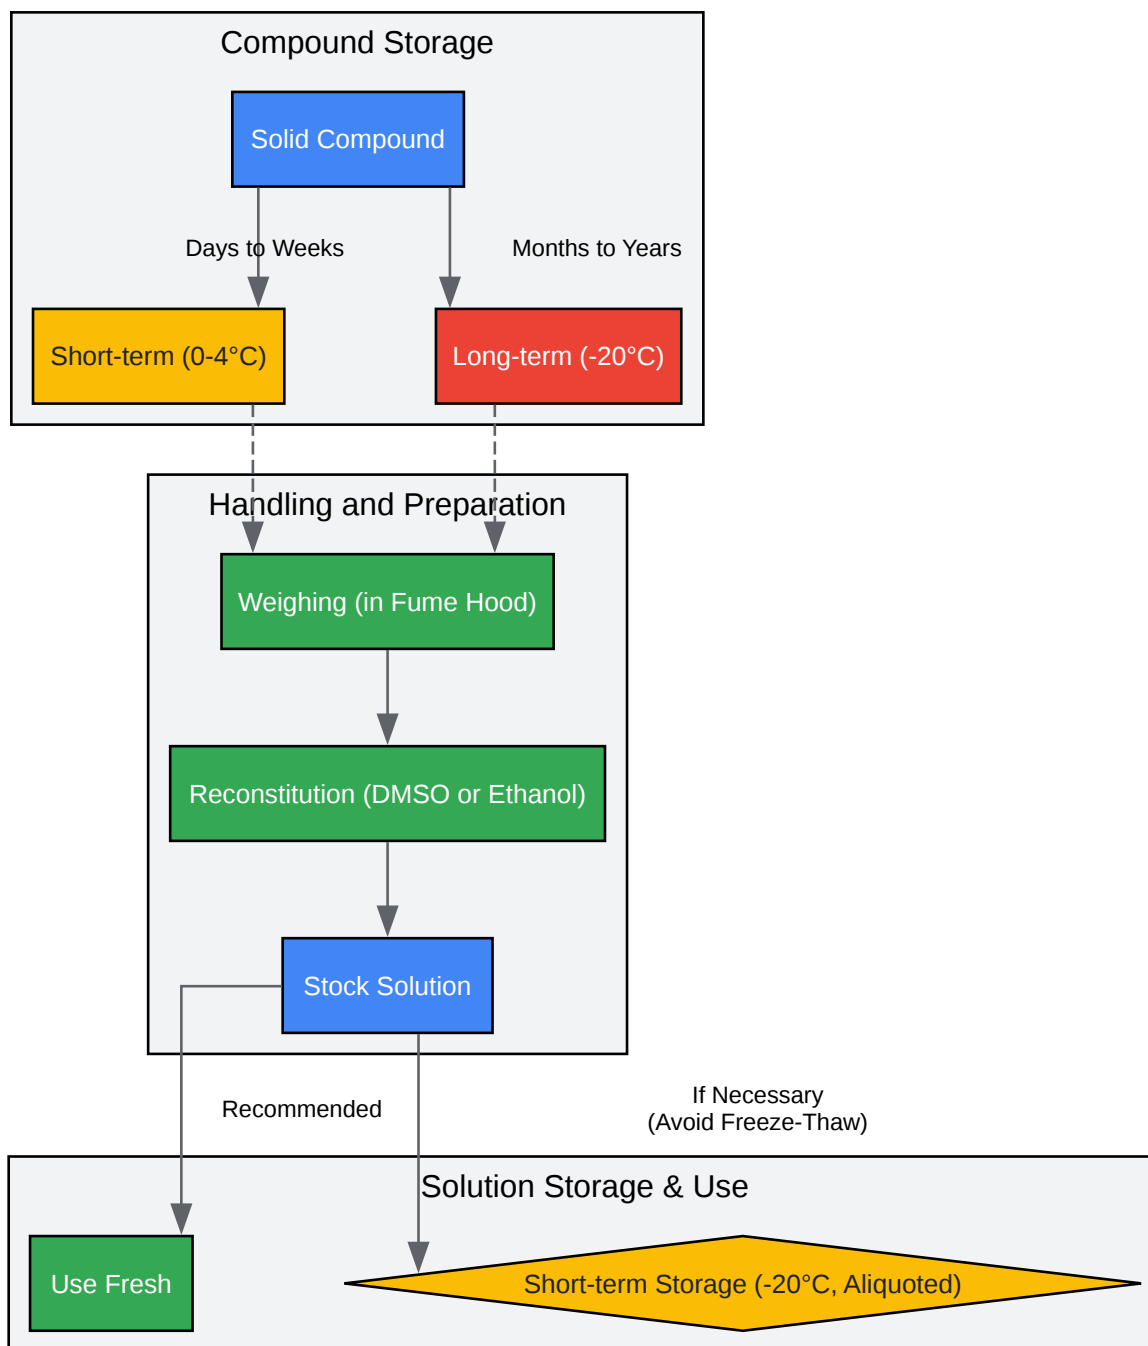 Compound Storage
Solid Compound
Days to Weeks
Months to Years
Short-term (0-4°C)
Long-term (-20°C)
Handling and Preparation
Weighing (in Fume Hood)
Reconstitution (DMSO or Ethanol)
Stock Solution
Recommended
If Necessary
(Avoid Freeze-Thaw)
Solution Storage & Use
Use Fresh
Short-term Storage (-20°C, Aliquoted)